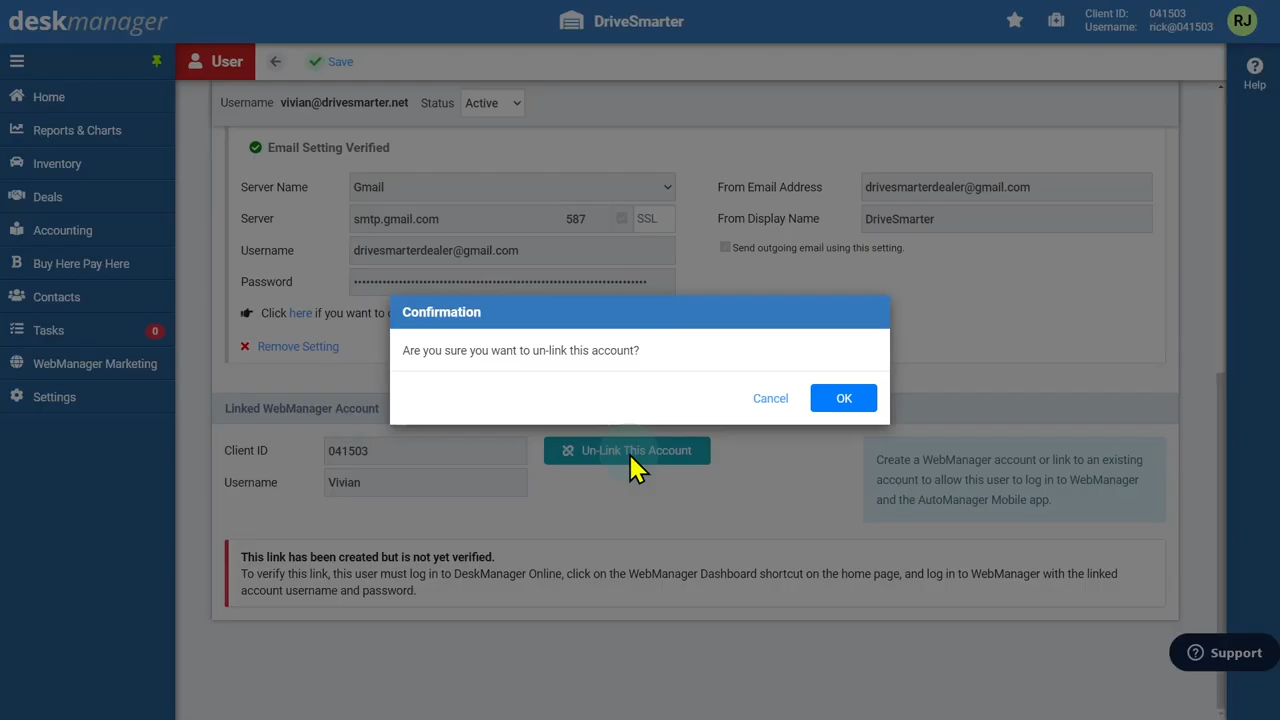 deskmanager
DriveSmarter
Client ID: 041503
Username: rick@041503
RJ
User
Save
Help
Home
Reports & Charts
Inventory
Deals
Accounting
Buy Here Pay Here
Contacts
Tasks 0
WebManager Marketing
Settings
Username vivian@drivesmarter.net Status Active
Email Setting Verified
Server Name Gmail
From Email Address drivesmarterdealer@gmail.com
Server smtp.gmail.com 587 SSL
From Display Name DriveSmarter
Username drivesmarterdealer@gmail.com
Send outgoing email using this setting.
Password
Click here if you want to
Remove Setting
Confirmation
Are you sure you want to un-link this account?
Cancel OK
Linked WebManager Account
Client ID 041503
Un-Link This Account
Username Vivian
Create a WebManager account or link to an existing
account to allow this user to log in to WebManager
and the AutoManager Mobile app.
This link has been created but is not yet verified.
To verify this link, this user must log in to DeskManager Online, click on the WebManager Dashboard shortcut on the home page, and log in to WebManager with the linked
account username and password.
Support